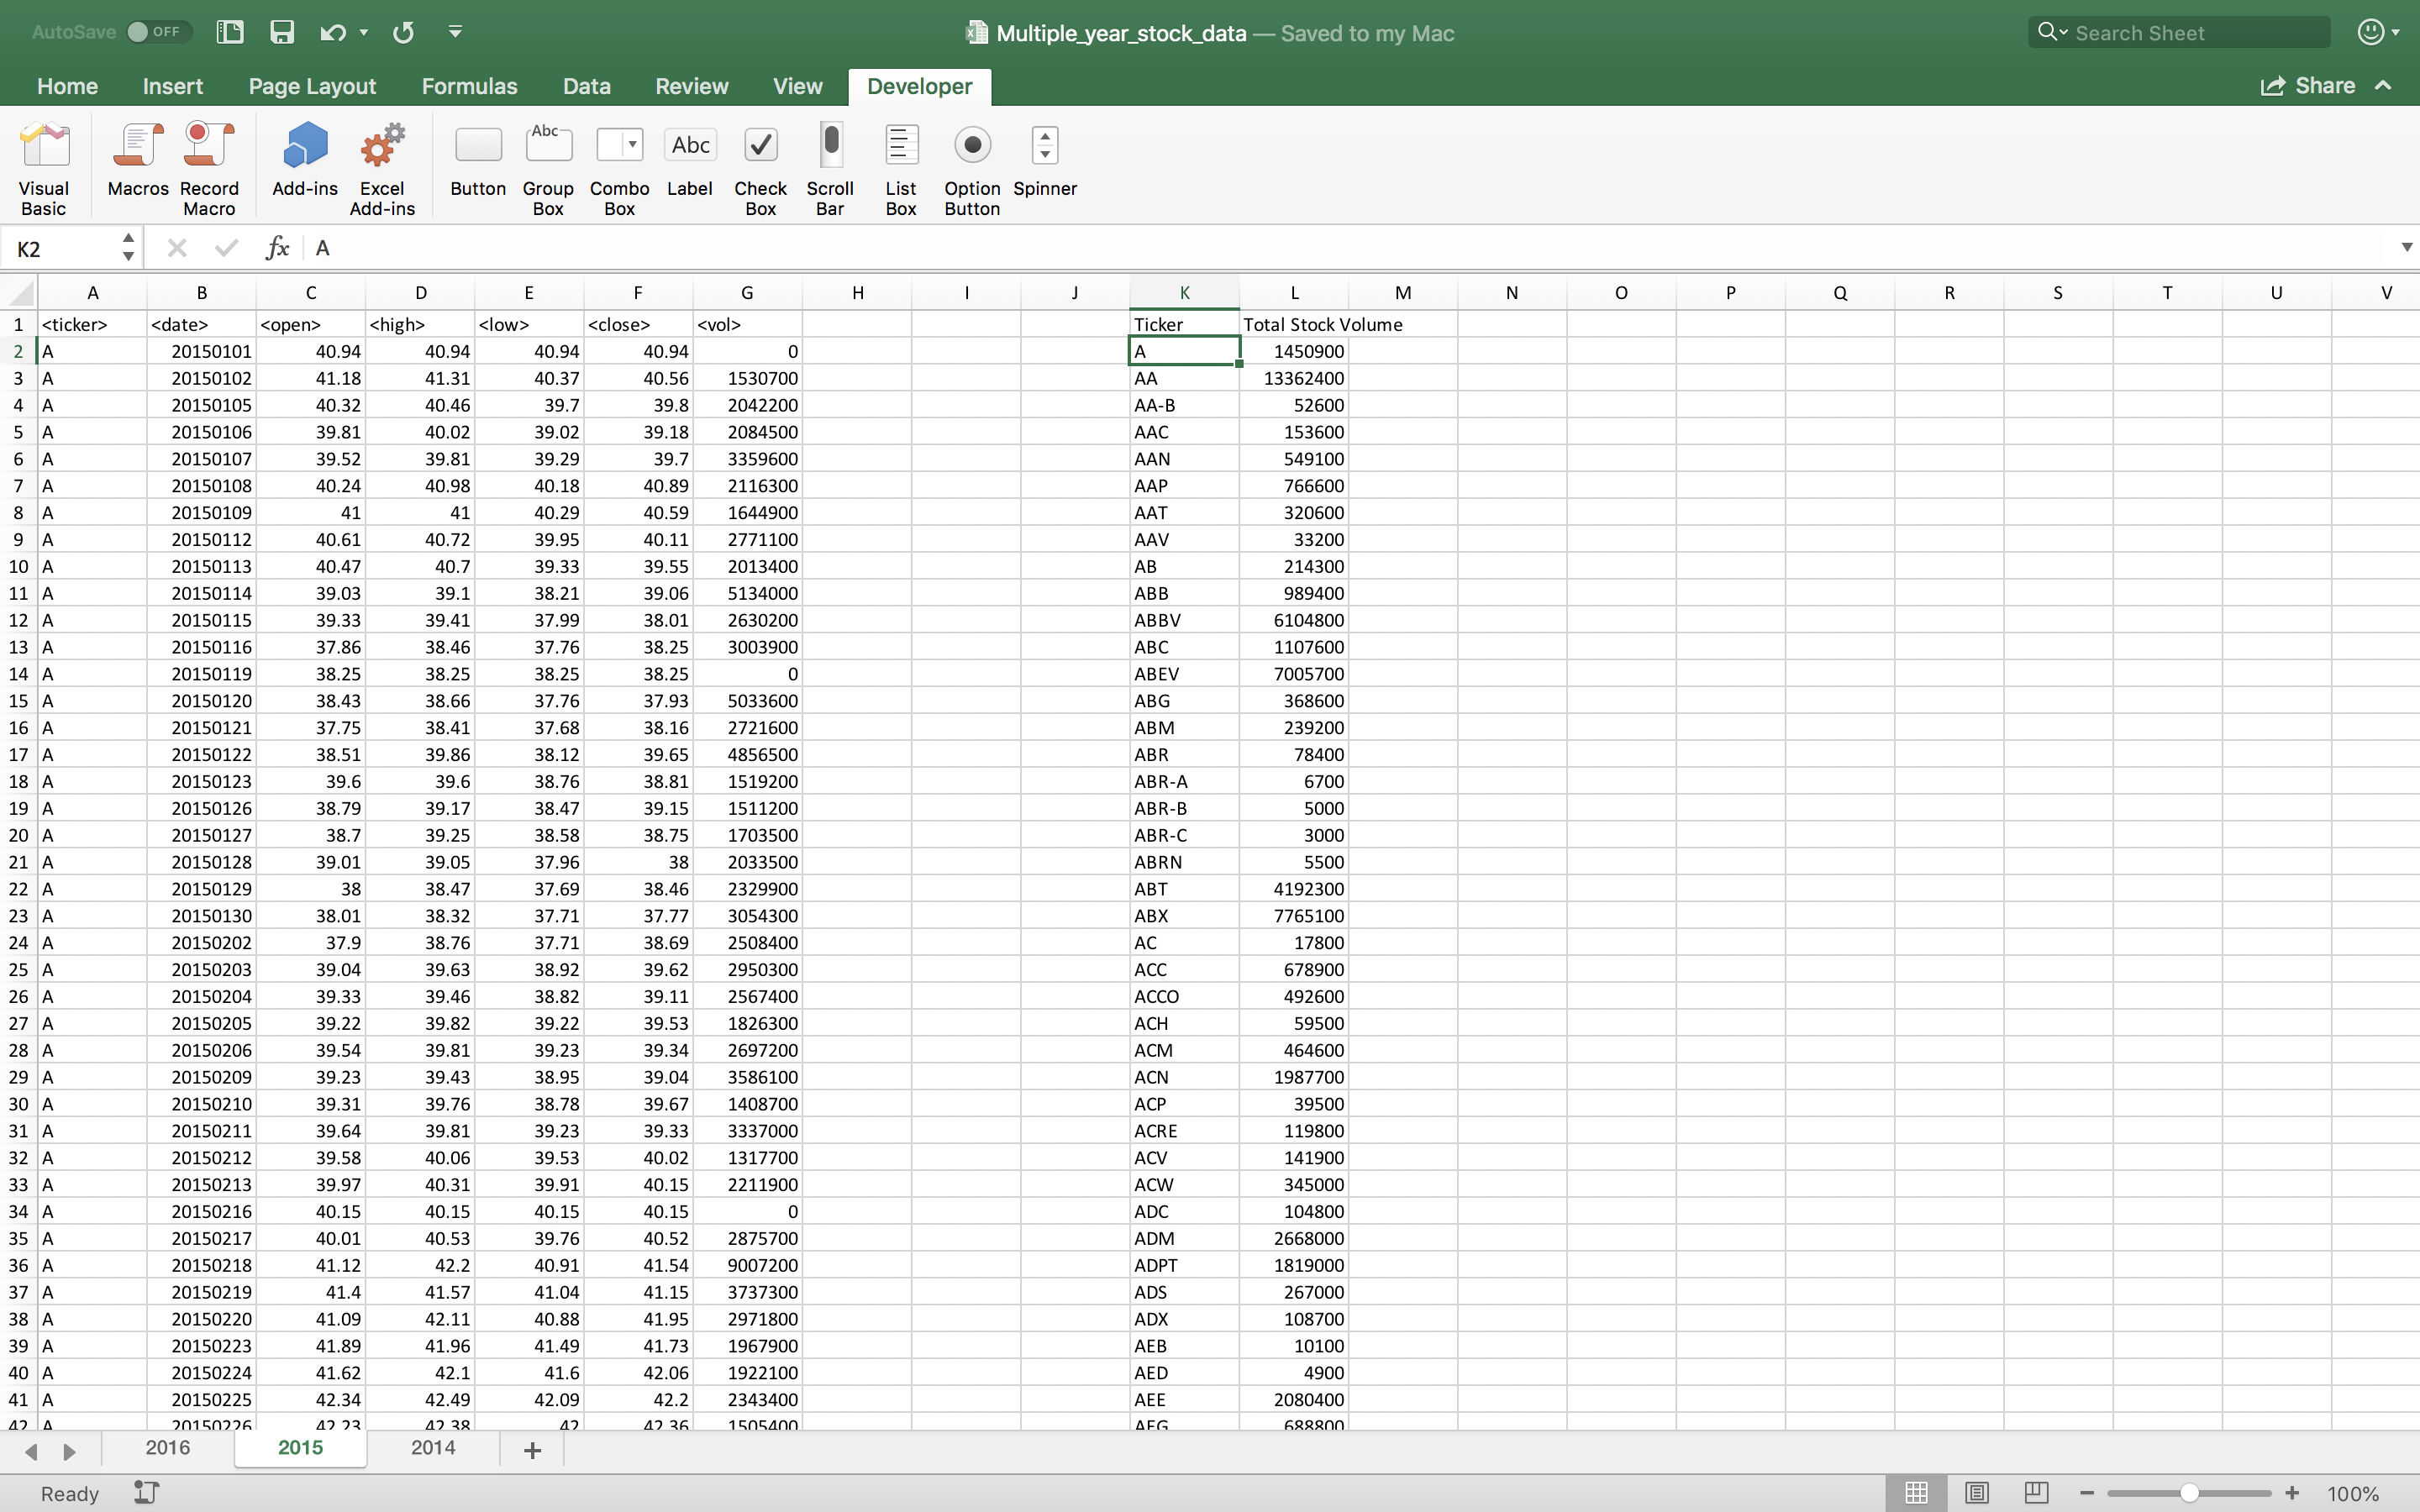 AutoSave OFF Multiple_year_stock_data — Saved to my Mac Search Sheet
Home Insert Page Layout Formulas Data Review View Developer Share
Visual Basic Macros Record Macro Add-ins Excel Add-ins Button Abc Group Box Combo Box Abc Label Check Box Scroll Bar List Box Option Button Spinner
K2 fx A
A B C D E F G H I J K L M N O P Q R S T U V
1 <ticker> <date> <open> <high> <low> <close> <vol> Ticker Total Stock Volume
2 A 20150101 40.94 40.94 40.94 40.94 0 A 1450900
3 A 20150102 41.18 41.31 40.37 40.56 1530700 AA 13362400
4 A 20150105 40.32 40.46 39.7 39.8 2042200 AA-B 52600
5 A 20150106 39.81 40.02 39.02 39.18 2084500 AAC 153600
6 A 20150107 39.52 39.81 39.29 39.7 3359600 AAN 549100
7 A 20150108 40.24 40.98 40.18 40.89 2116300 AAP 766600
8 A 20150109 41 41 40.29 40.59 1644900 AAT 320600
9 A 20150112 40.61 40.72 39.95 40.11 2771100 AAV 33200
10 A 20150113 40.47 40.7 39.33 39.55 2013400 AB 214300
11 A 20150114 39.03 39.1 38.21 39.06 5134000 ABB 989400
12 A 20150115 39.33 39.41 37.99 38.01 2630200 ABBV 6104800
13 A 20150116 37.86 38.46 37.76 38.25 3003900 ABC 1107600
14 A 20150119 38.25 38.25 38.25 38.25 0 ABEV 7005700
15 A 20150120 38.43 38.66 37.76 37.93 5033600 ABG 368600
16 A 20150121 37.75 38.41 37.68 38.16 2721600 ABM 239200
17 A 20150122 38.51 39.86 38.12 39.65 4856500 ABR 78400
18 A 20150123 39.6 39.6 38.76 38.81 1519200 ABR-A 6700
19 A 20150126 38.79 39.17 38.47 39.15 1511200 ABR-B 5000
20 A 20150127 38.7 39.25 38.58 38.75 1703500 ABR-C 3000
21 A 20150128 39.01 39.05 37.96 38 2033500 ABRN 5500
22 A 20150129 38 38.47 37.69 38.46 2329900 ABT 4192300
23 A 20150130 38.01 38.32 37.71 37.77 3054300 ABX 7765100
24 A 20150202 37.9 38.76 37.71 38.69 2508400 AC 17800
25 A 20150203 39.04 39.63 38.92 39.62 2950300 ACC 678900
26 A 20150204 39.33 39.46 38.82 39.11 2567400 ACCO 492600
27 A 20150205 39.22 39.82 39.22 39.53 1826300 ACH 59500
28 A 20150206 39.54 39.81 39.23 39.34 2697200 ACM 464600
29 A 20150209 39.23 39.43 38.95 39.04 3586100 ACN 1987700
30 A 20150210 39.31 39.76 38.78 39.67 1408700 ACP 39500
31 A 20150211 39.64 39.81 39.23 39.33 3337000 ACRE 119800
32 A 20150212 39.58 40.06 39.53 40.02 1317700 ACV 141900
33 A 20150213 39.97 40.31 39.91 40.15 2211900 ACW 345000
34 A 20150216 40.15 40.15 40.15 40.15 0 ADC 104800
35 A 20150217 40.01 40.53 39.76 40.52 2875700 ADM 2668000
36 A 20150218 41.12 42.2 40.91 41.54 9007200 ADPT 1819000
37 A 20150219 41.4 41.57 41.04 41.15 3737300 ADS 267000
38 A 20150220 41.09 42.11 40.88 41.95 2971800 ADX 108700
39 A 20150223 41.89 41.96 41.49 41.73 1967900 AEB 10100
40 A 20150224 41.62 42.1 41.6 42.06 1922100 AED 4900
41 A 20150225 42.34 42.49 42.09 42.2 2343400 AEE 2080400
42 A 20150226 42.23 42.38 42 42.36 1505400 AEG 688800
2016 2015 2014 +
Ready 100%